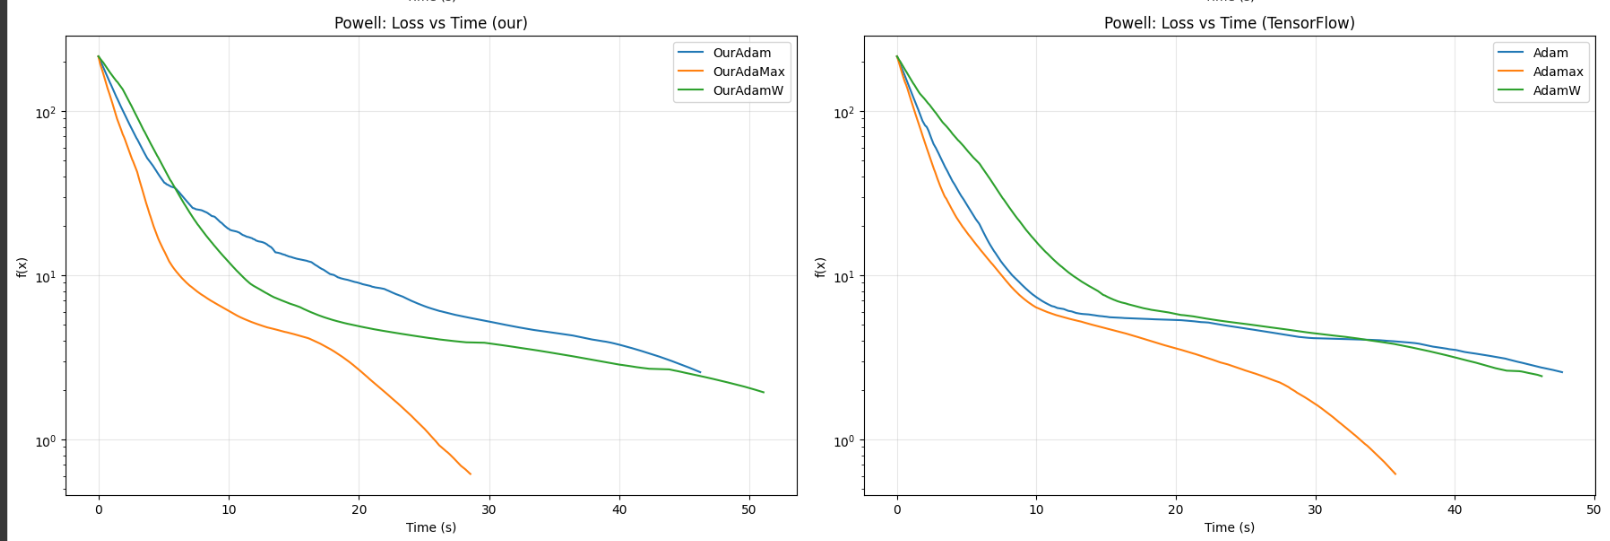 Powell: Loss vs Time (our)
OurAdam
OurAdaMax
OurAdamW
f(x)
10²
10¹
10⁰
0 10 20 30 40 50
Time (s)
Powell: Loss vs Time (TensorFlow)
Adam
Adamax
AdamW
f(x)
10²
10¹
10⁰
0 10 20 30 40 50
Time (s)